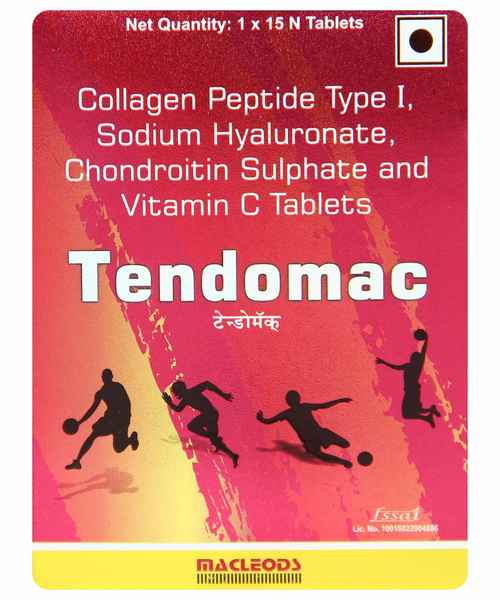 Net Quantity: 1 x 15 N Tablets
Collagen Peptide Type I,
Sodium Hyaluronate,
Chondroitin Sulphate and
Vitamin C Tablets
Tendomac
टेन्डोमॅक्
fssai
Lic. No. 10015022004886
MACLEODS